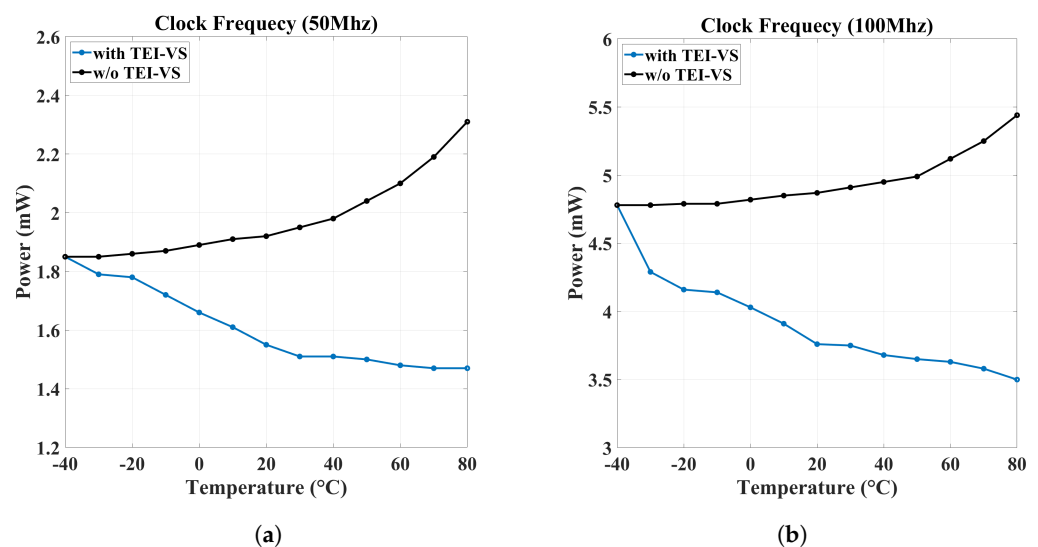 Clock Frequecy (50Mhz)
with TEI-VS
w/o TEI-VS
2.6
2.4
2.2
2
1.8
1.6
1.4
1.2
Power (mW)
-40 -20 0 20 40 60 80
Temperature (°C)
(a)
Clock Frequecy (100Mhz)
with TEI-VS
w/o TEI-VS
6
5.5
5
4.5
4
3.5
3
Power (mW)
-40 -20 0 20 40 60 80
Temperature (°C)
(b)